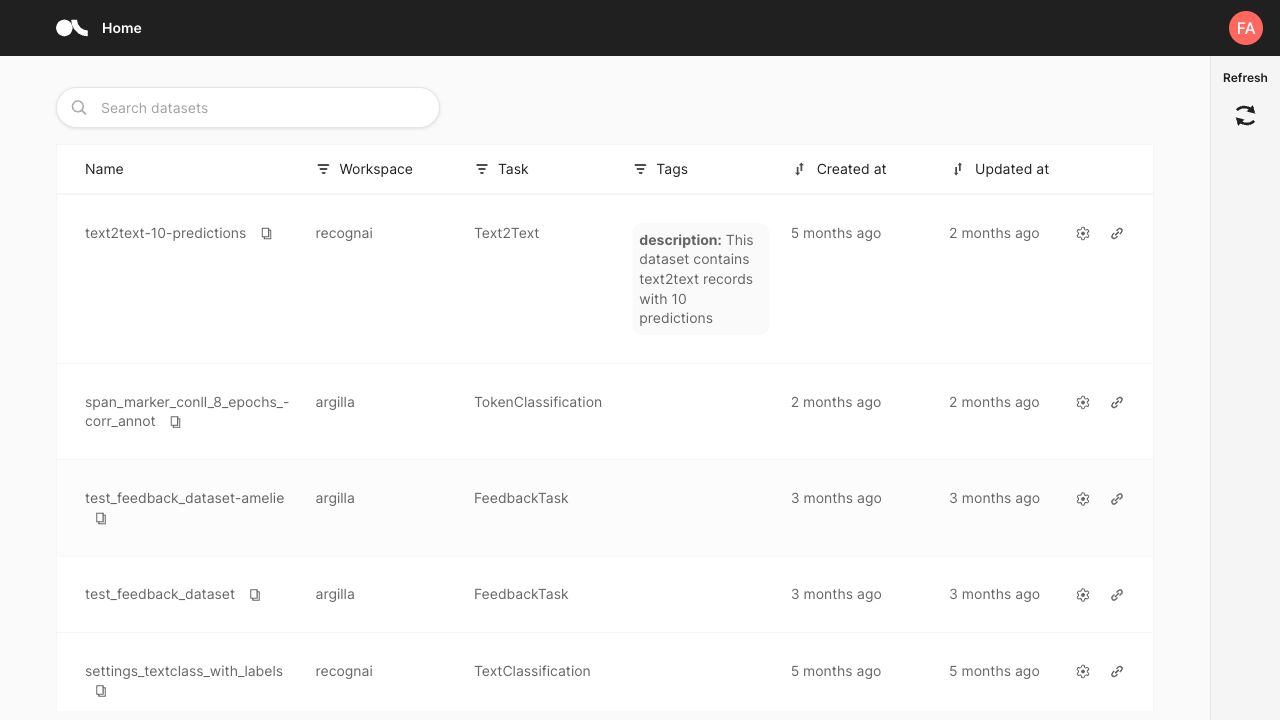 Home
FA
Refresh
Search datasets
Name Workspace Task Tags Created at Updated at
text2text-10-predictions recognai Text2Text description: This 5 months ago 2 months ago
dataset contains
text2text records
with 10
predictions
span_marker_conll_8_epochs_- argilla TokenClassification 2 months ago 2 months ago
corr_annot
test_feedback_dataset-amelie argilla FeedbackTask 3 months ago 3 months ago
test_feedback_dataset argilla FeedbackTask 3 months ago 3 months ago
settings_textclass_with_labels recognai TextClassification 5 months ago 5 months ago